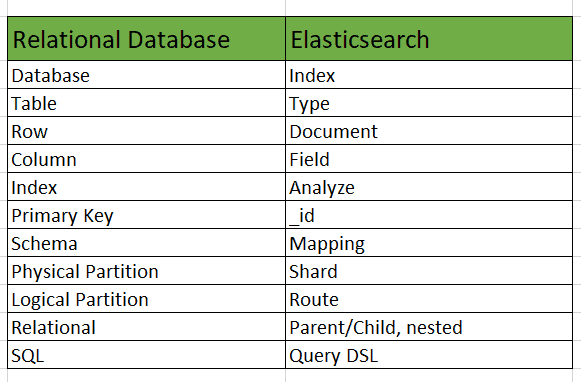 Relational Database Elasticsearch
Database Index
Table Type
Row Document
Column Field
Index Analyze
Primary Key _id
Schema Mapping
Physical Partition Shard
Logical Partition Route
Relational Parent/Child, nested
SQL Query DSL